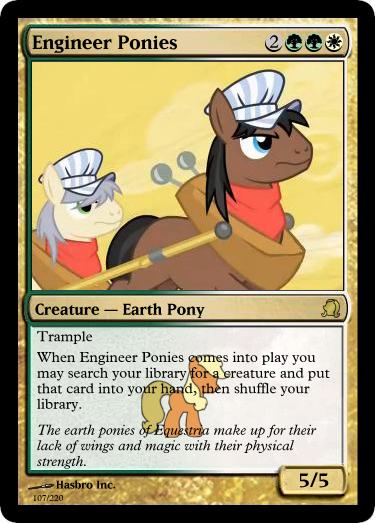 Engineer Ponies 2
Creature — Earth Pony
Trample
When Engineer Ponies comes into play you
may search your library for a creature and put
that card into your hand, then shuffle your
library.
The earth ponies of Equestria make up for their
lack of wings and magic with their physical
strength.
5/5
Hasbro Inc.
107/220